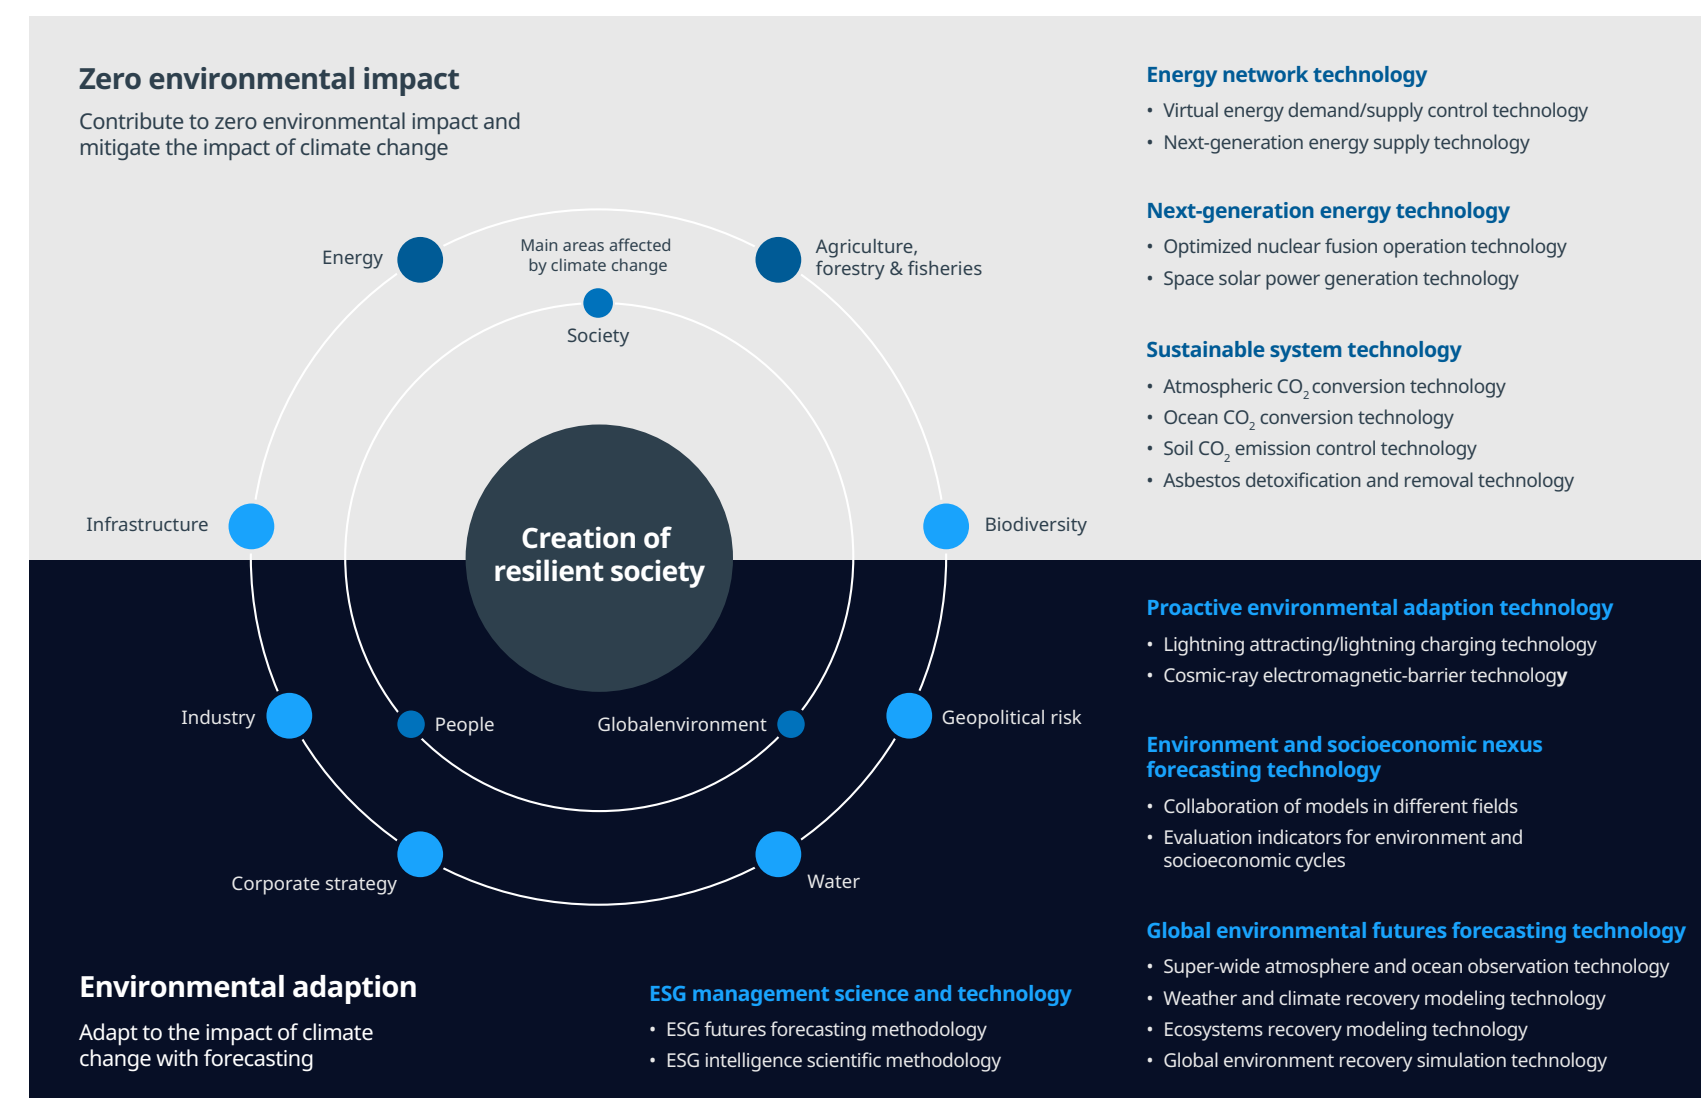 Zero environmental impact
Contribute to zero environmental impact and
mitigate the impact of climate change
Energy
Main areas affected
by climate change
Agriculture,
forestry & fisheries
Society
Infrastructure
Biodiversity
Creation of
resilient society
Industry
People
Globalenvironment
Geopolitical risk
Corporate strategy
Water
Energy network technology
• Virtual energy demand/supply control technology
• Next-generation energy supply technology
Next-generation energy technology
• Optimized nuclear fusion operation technology
• Space solar power generation technology
Sustainable system technology
• Atmospheric CO₂ conversion technology
• Ocean CO₂ conversion technology
• Soil CO₂ emission control technology
• Asbestos detoxification and removal technology
Proactive environmental adaption technology
• Lightning attracting/lightning charging technology
• Cosmic-ray electromagnetic-barrier technology
Environment and socioeconomic nexus
forecasting technology
• Collaboration of models in different fields
• Evaluation indicators for environment and
socioeconomic cycles
Global environmental futures forecasting technology
• Super-wide atmosphere and ocean observation technology
• Weather and climate recovery modeling technology
• Ecosystems recovery modeling technology
• Global environment recovery simulation technology
Environmental adaption
Adapt to the impact of climate
change with forecasting
ESG management science and technology
• ESG futures forecasting methodology
• ESG intelligence scientific methodology